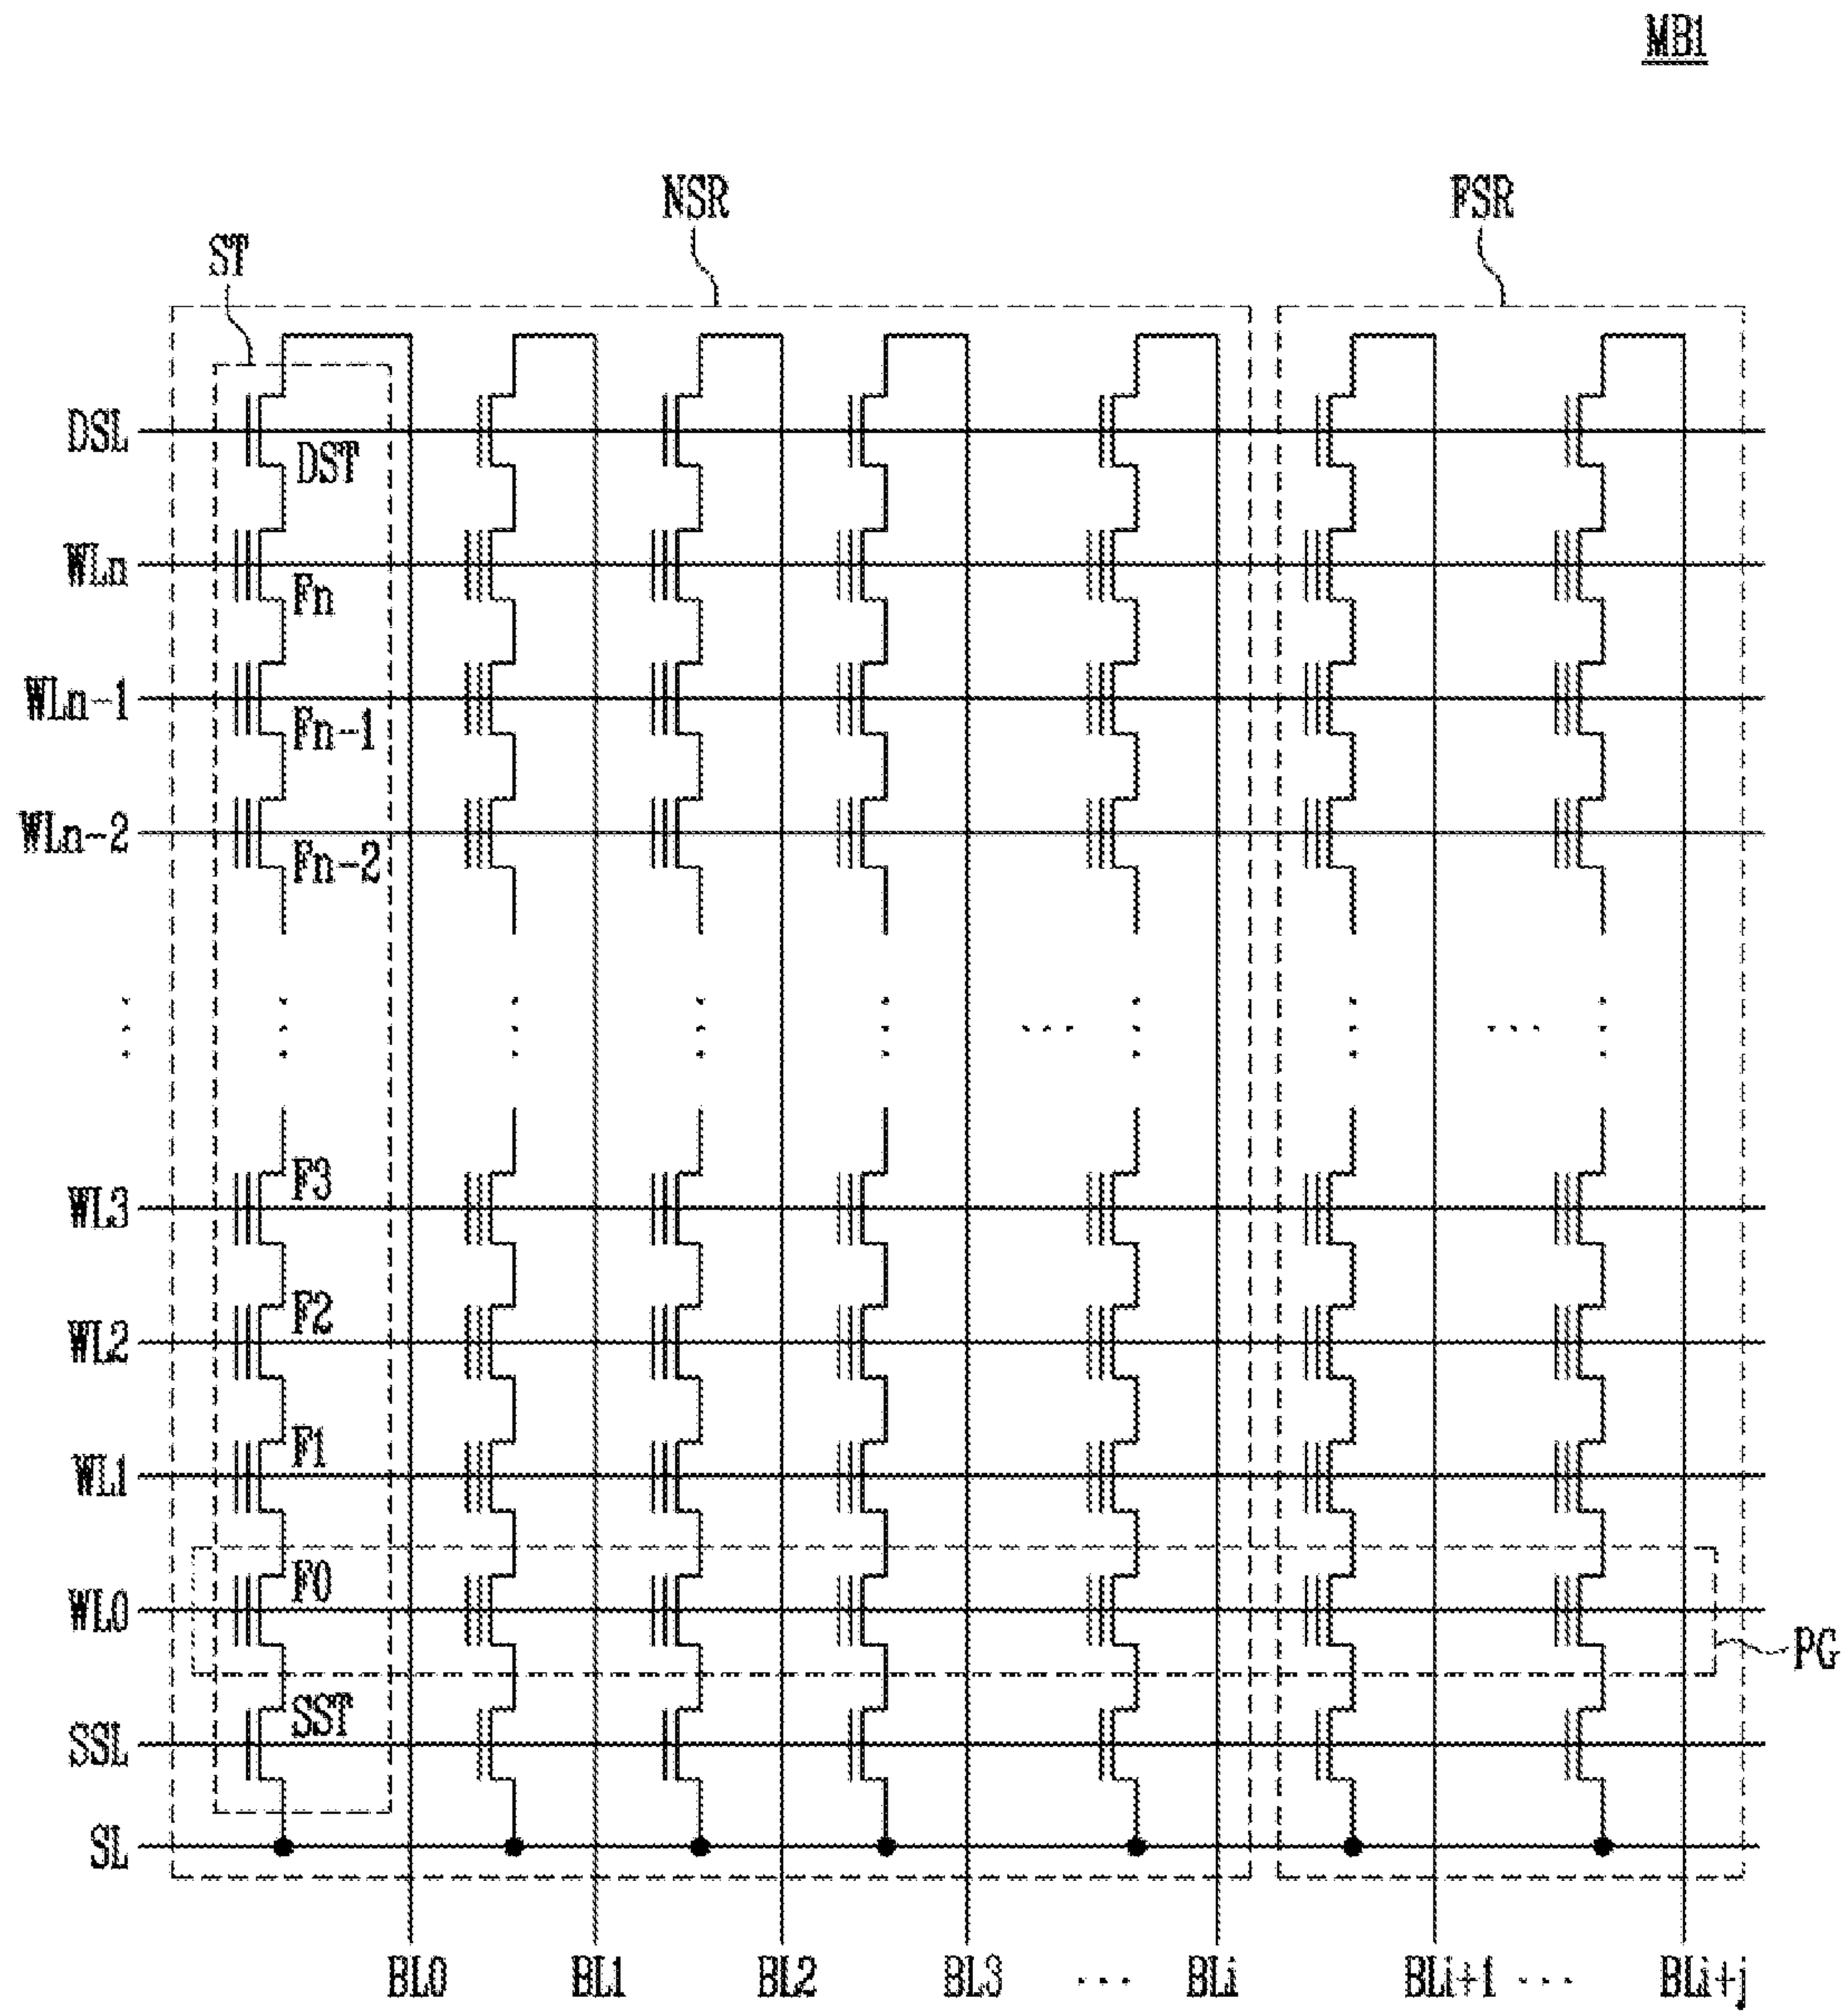 MB1
NSR
FSR
ST
DSL
DST
WLn
Fn
WLn-1
Fn-1
WLn-2
Fn-2
WL3
F3
WL2
F2
WL1
F1
WL0
F0
PG
SSL
SST
SL
BL0 BL1 BL2 BL3 ... BLi BLi+1 ... BLi+j